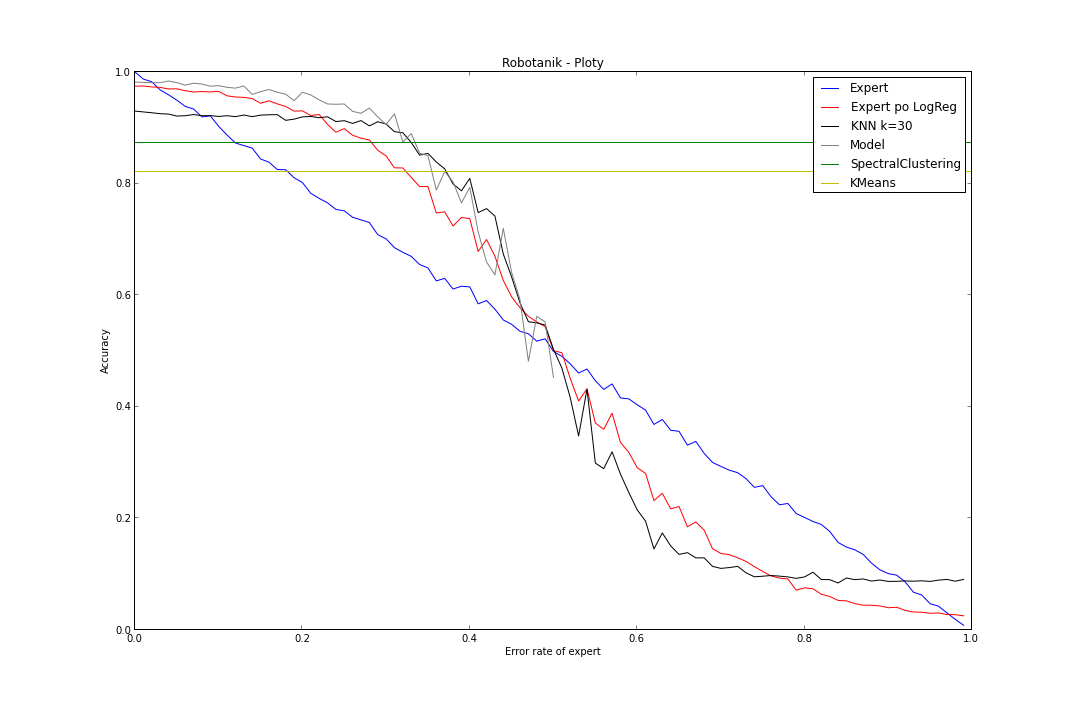 Robotanik - Ploty
1.0
0.8
0.6
0.4
0.2
0.0
Accuracy
0.0 0.2 0.4 0.6 0.8 1.0
Error rate of expert
Expert
Expert po LogReg
KNN k=30
Model
SpectralClustering
KMeans